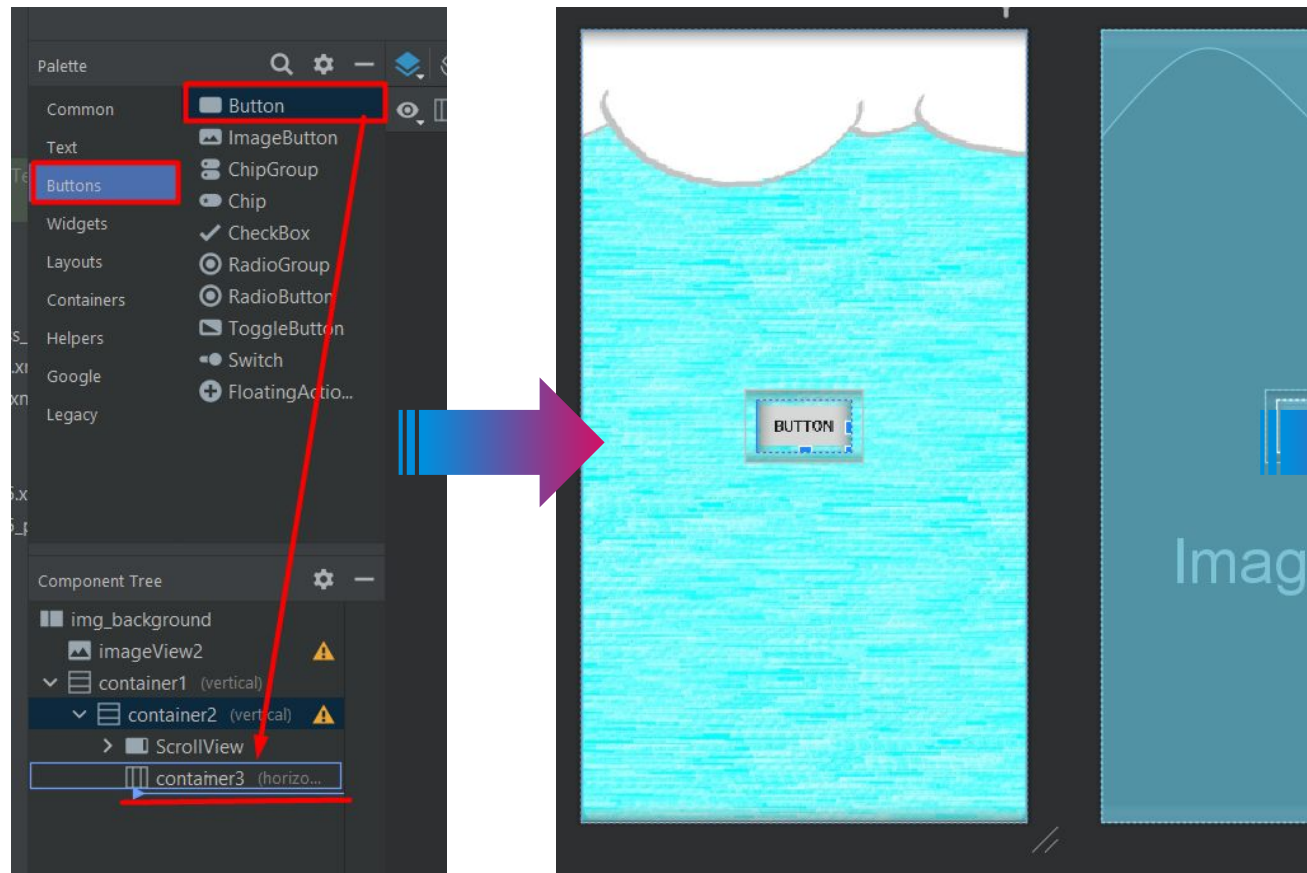 Palette
Common
Text
Buttons
Widgets
Layouts
Containers
Helpers
Google
Legacy
Button
ImageButton
ChipGroup
Chip
CheckBox
RadioGroup
RadioButton
ToggleButton
Switch
FloatingActio...
Component Tree
img_background
imageView2
container1 (vertical)
container2 (vertical)
ScrollView
container3 (horizo...
BUTTON
Imag